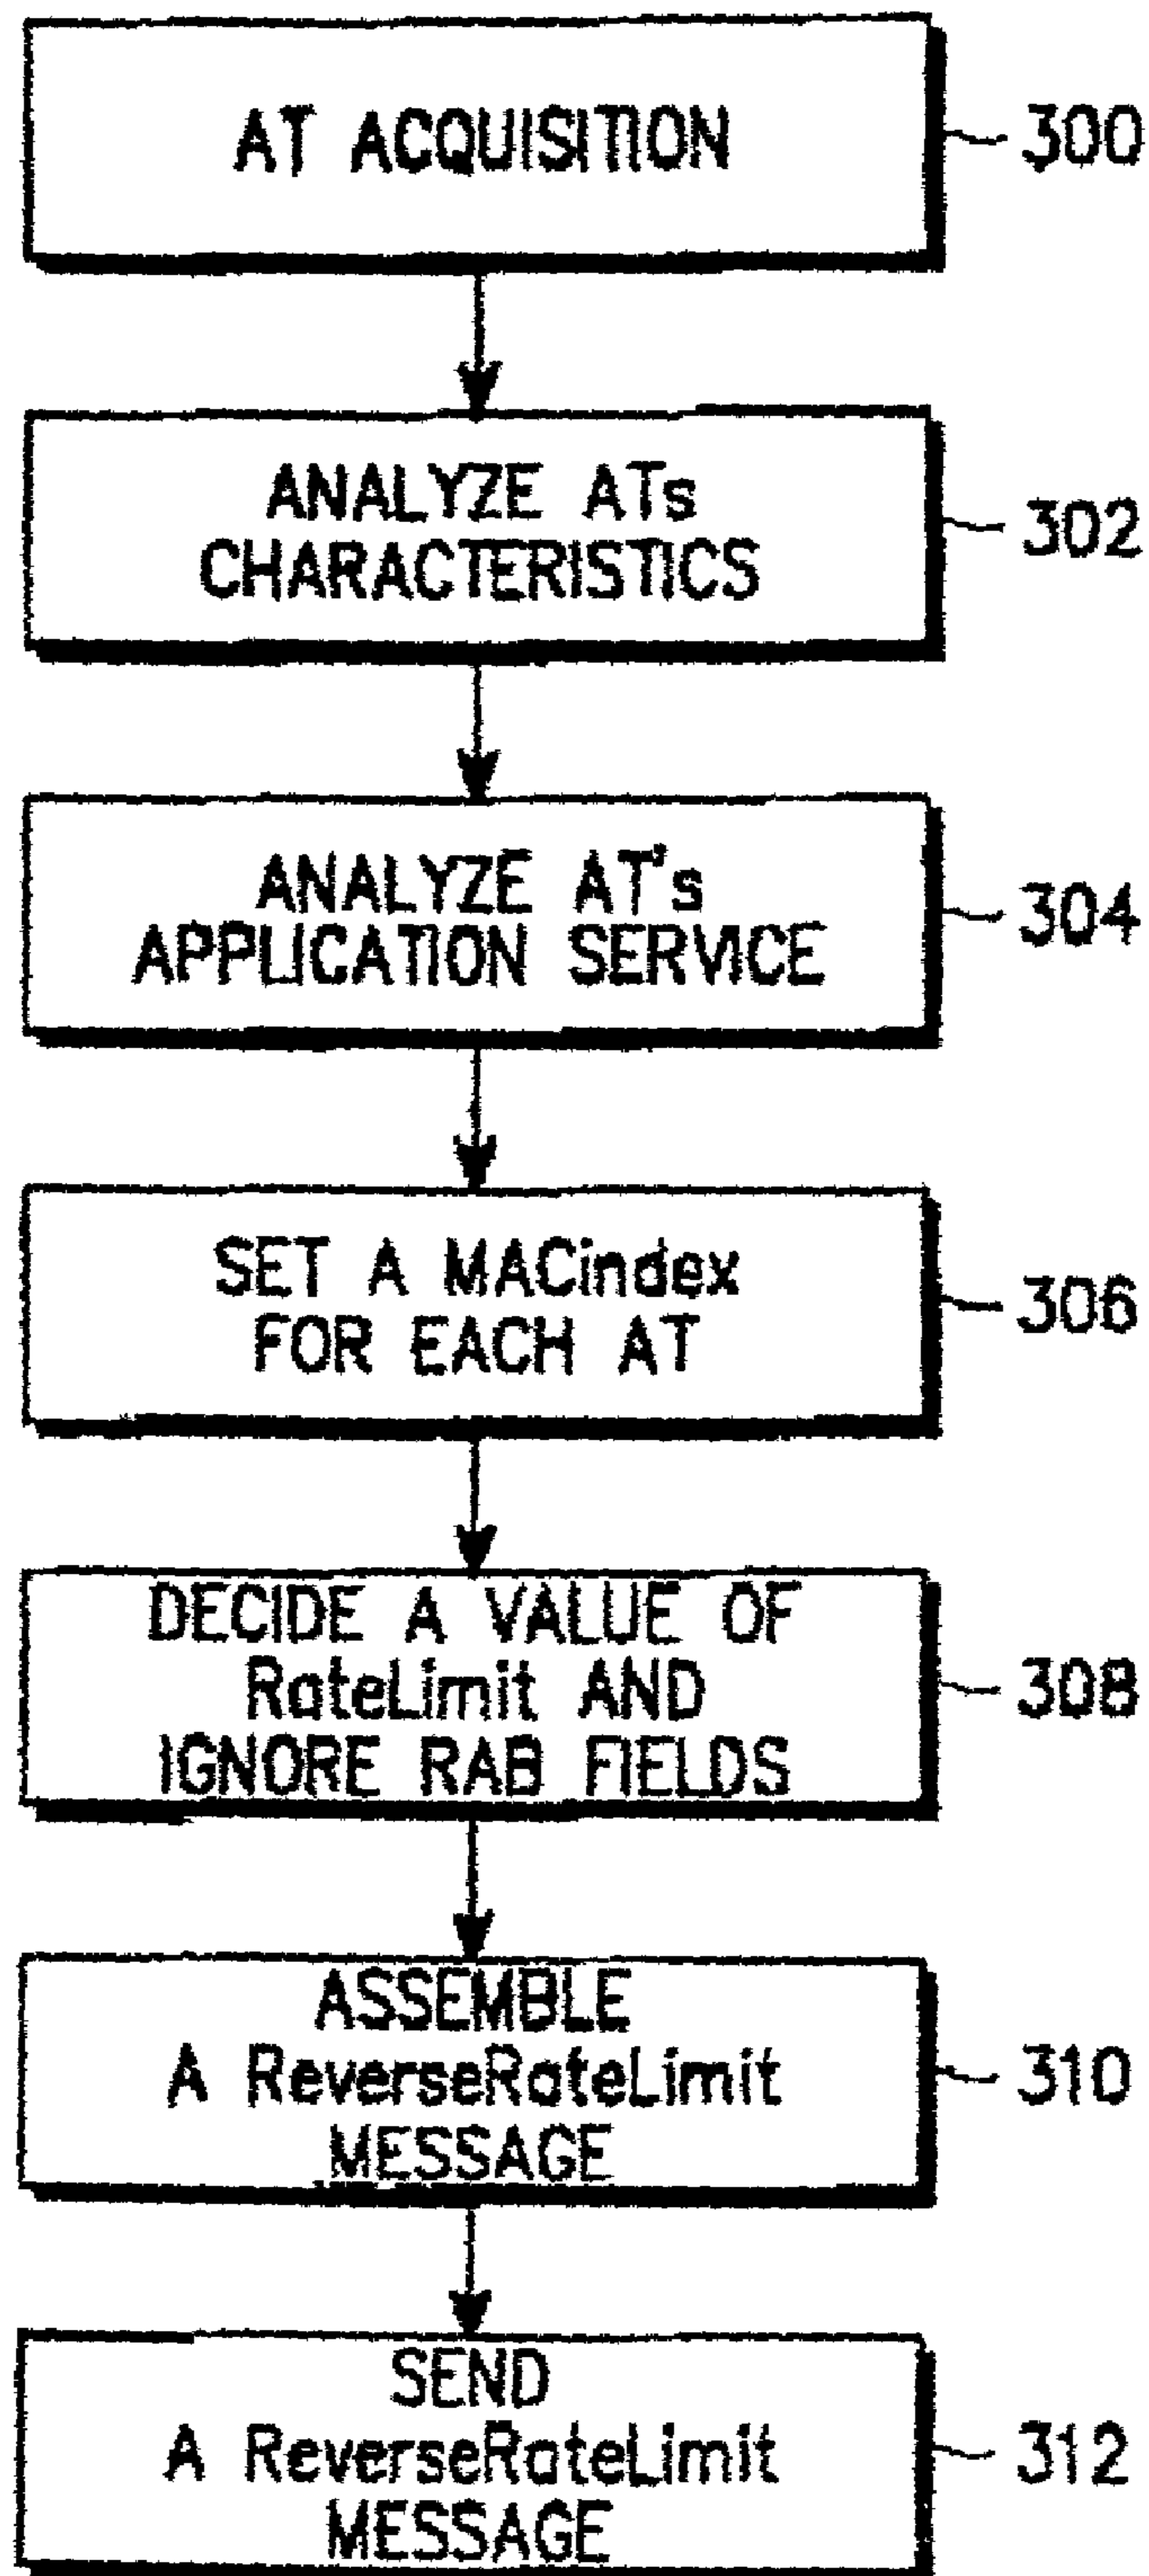 AT ACQUISITION
300
ANALYZE ATs
CHARACTERISTICS
302
ANALYZE AT's
APPLICATION SERVICE
304
SET A MACindex
FOR EACH AT
306
DECIDE A VALUE OF
RateLimit AND
IGNORE RAB FIELDS
308
ASSEMBLE
A ReverseRateLimit
MESSAGE
310
SEND
A ReverseRateLimit
MESSAGE
312